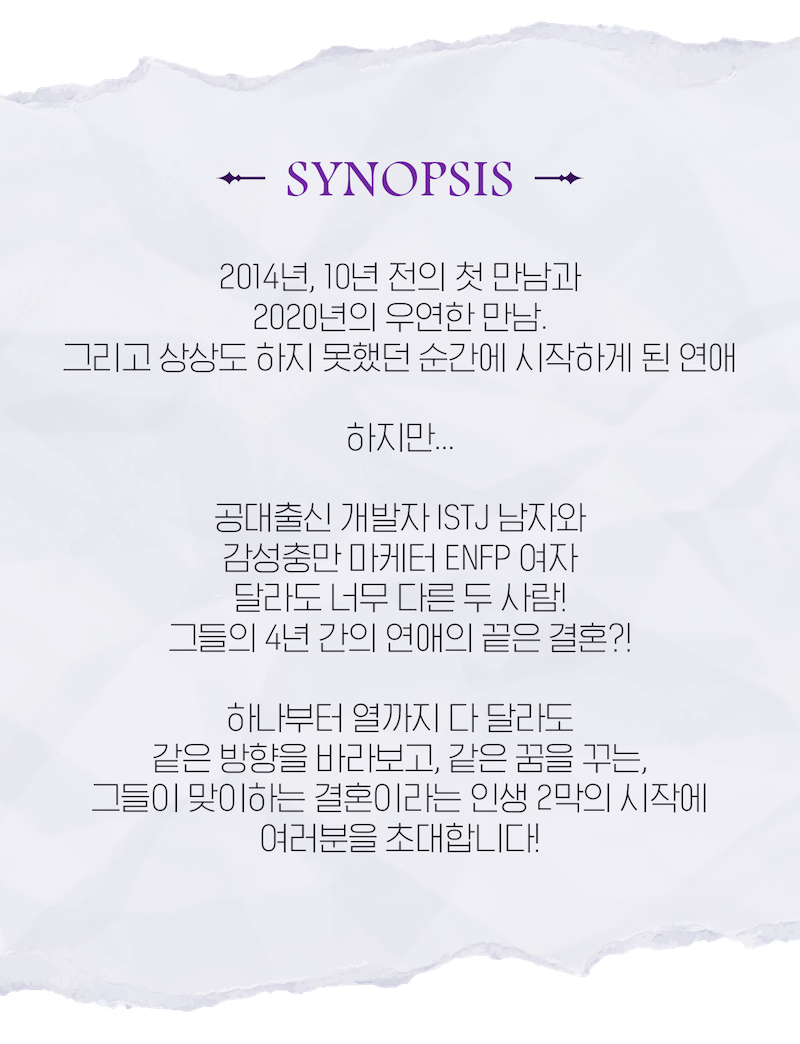 SYNOPSIS
2014년, 10년 전의 첫 만남과
2020년의 우연한 만남.
그리고 상상도 하지 못했던 순간에 시작하게 된 연애
하지만...
공대출신 개발자 ISTJ 남자와
감성충만 마케터 ENFP 여자
달라도 너무 다른 두 사람!
그들의 4년 간의 연애의 끝은 결혼?!
하나부터 열까지 다 달라도
같은 방향을 바라보고, 같은 꿈을 꾸는,
그들이 맞이하는 결혼이라는 인생 2막의 시작에
여러분을 초대합니다!